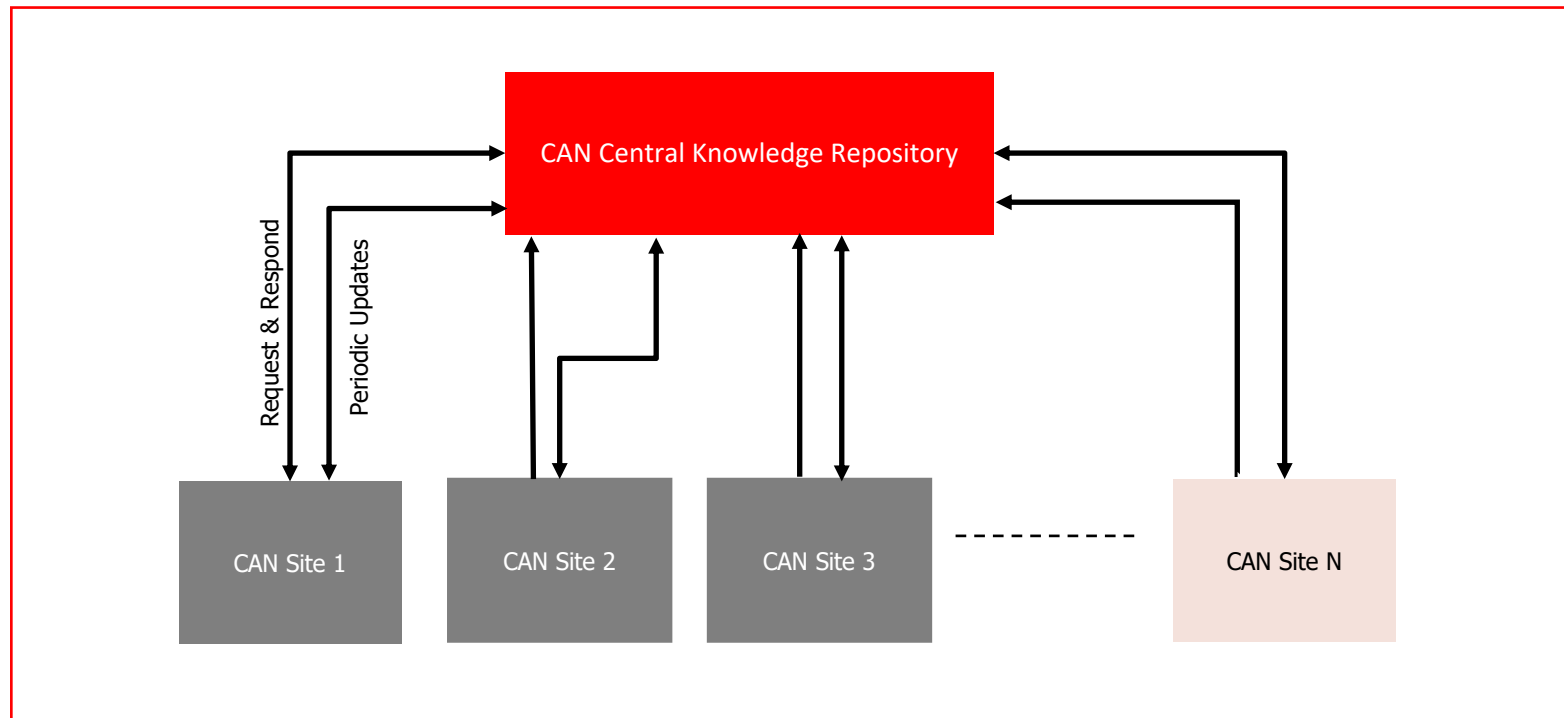 CAN Central Knowledge Repository
Request & Respond
Periodic Updates
CAN Site 1
CAN Site 2
CAN Site 3
CAN Site N